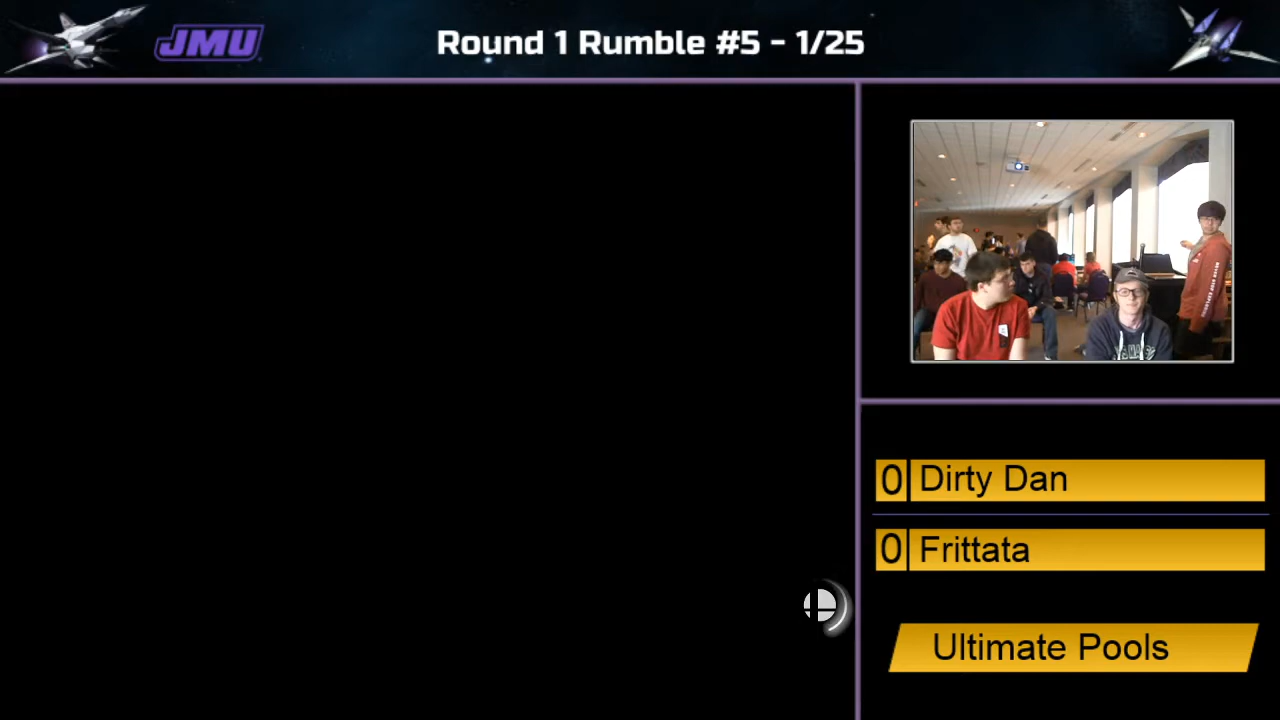 JMU
Round 1 Rumble #5 - 1/25
0 Dirty Dan
0 Frittata
Ultimate Pools